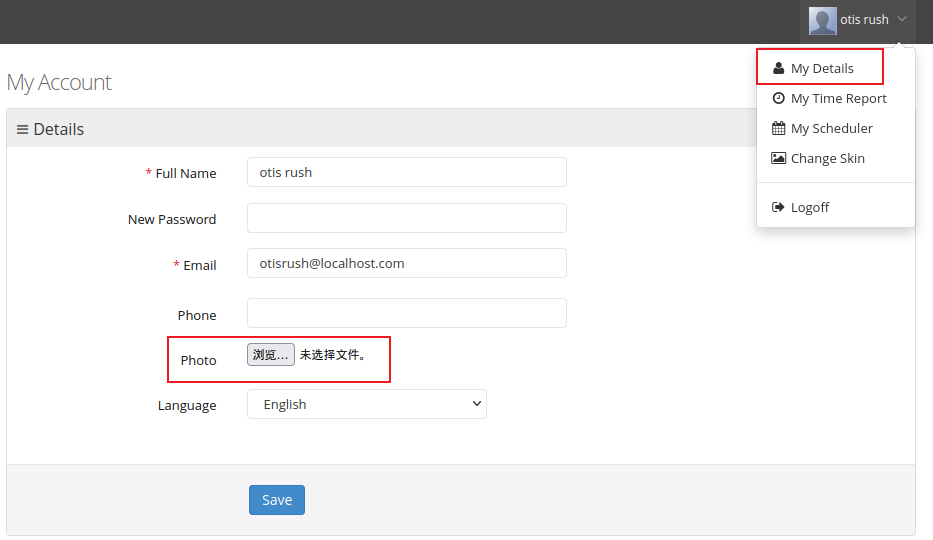 otis rush
My Details
My Time Report
My Scheduler
Change Skin
Logoff
My Account
Details
* Full Name otis rush
New Password
* Email otisrush@localhost.com
Phone
Photo 浏览... 未选择文件。
Language English
Save